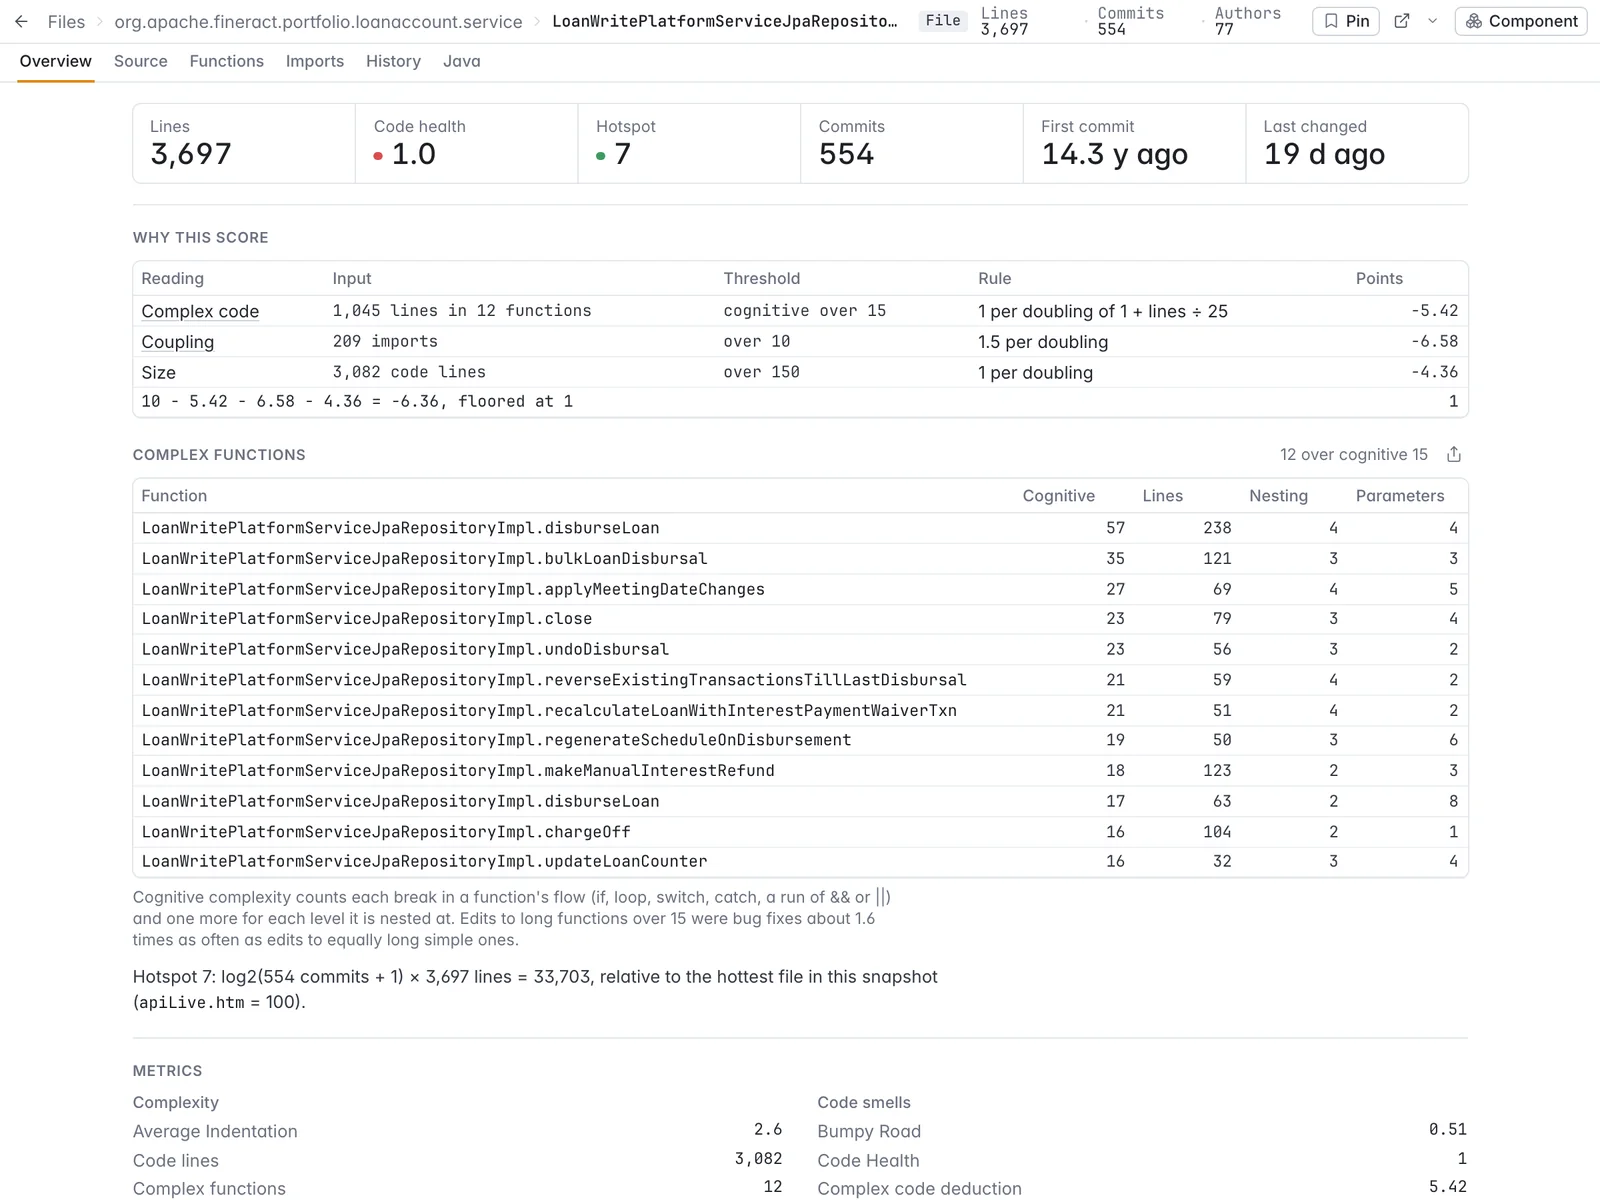 Files > org.apache.fineract.portfolio.loanaccount.service > LoanWritePlatformServiceJpaReposito… File Lines 3,697 · Commits 554 · Authors 77 Pin Component
Overview Source Functions Imports History Java
Lines Code health Hotspot Commits First commit Last changed
3,697 1.0 7 554 14.3 y ago 19 d ago
WHY THIS SCORE
Reading Input Threshold Rule Points
Complex code 1,045 lines in 12 functions cognitive over 15 1 per doubling of 1 + lines ÷ 25 -5.42
Coupling 209 imports over 10 1.5 per doubling -6.58
Size 3,082 code lines over 150 1 per doubling -4.36
10 - 5.42 - 6.58 - 4.36 = -6.36, floored at 1 1
COMPLEX FUNCTIONS 12 over cognitive 15
Function Cognitive Lines Nesting Parameters
LoanWritePlatformServiceJpaRepositoryImpl.disburseLoan 57 238 4 4
LoanWritePlatformServiceJpaRepositoryImpl.bulkLoanDisbursal 35 121 3 3
LoanWritePlatformServiceJpaRepositoryImpl.applyMeetingDateChanges 27 69 4 5
LoanWritePlatformServiceJpaRepositoryImpl.close 23 79 3 4
LoanWritePlatformServiceJpaRepositoryImpl.undoDisbursal 23 56 3 2
LoanWritePlatformServiceJpaRepositoryImpl.reverseExistingTransactionsTillLastDisbursal 21 59 4 2
LoanWritePlatformServiceJpaRepositoryImpl.recalculateLoanWithInterestPaymentWaiverTxn 21 51 4 2
LoanWritePlatformServiceJpaRepositoryImpl.regenerateScheduleOnDisbursement 19 50 3 6
LoanWritePlatformServiceJpaRepositoryImpl.makeManualInterestRefund 18 123 2 3
LoanWritePlatformServiceJpaRepositoryImpl.disburseLoan 17 63 2 8
LoanWritePlatformServiceJpaRepositoryImpl.chargeOff 16 104 2 1
LoanWritePlatformServiceJpaRepositoryImpl.updateLoanCounter 16 32 3 4
Cognitive complexity counts each break in a function's flow (if, loop, switch, catch, a run of && or ||)
and one more for each level it is nested at. Edits to long functions over 15 were bug fixes about 1.6
times as often as edits to equally long simple ones.
Hotspot 7: log2(554 commits + 1) × 3,697 lines = 33,703, relative to the hottest file in this snapshot
(apiLive.htm = 100).
METRICS
Complexity Code smells
Average Indentation 2.6 Bumpy Road 0.51
Code lines 3,082 Code Health 1
Complex functions 12 Complex code deduction 5.42